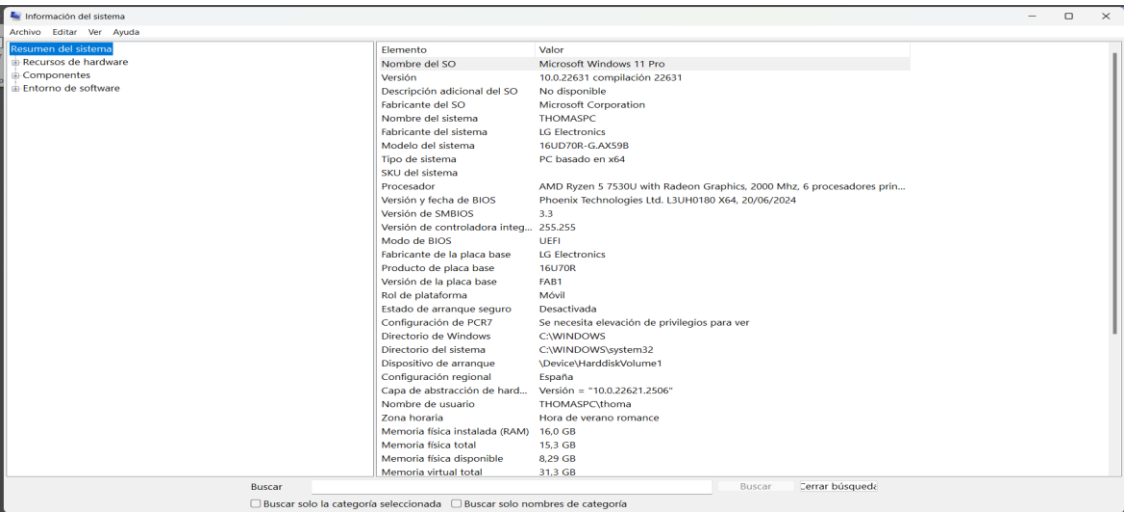 Información del sistema
Archivo Editar Ver Ayuda
Resumen del sistema
Recursos de hardware
Componentes
Entorno de software
Elemento Valor
Nombre del SO Microsoft Windows 11 Pro
Versión 10.0.22631 compilación 22631
Descripción adicional del SO No disponible
Fabricante del SO Microsoft Corporation
Nombre del sistema THOMASPC
Fabricante del sistema LG Electronics
Modelo del sistema 16UD70R-G.AX59B
Tipo de sistema PC basado en x64
SKU del sistema
Procesador AMD Ryzen 5 7530U with Radeon Graphics, 2000 Mhz, 6 procesadores prin...
Versión y fecha de BIOS Phoenix Technologies Ltd. L3UH0180 X64, 20/06/2024
Versión de SMBIOS 3.3
Versión de controladora integ... 255.255
Modo de BIOS UEFI
Fabricante de la placa base LG Electronics
Producto de placa base 16U70R
Versión de la placa base FAB1
Rol de plataforma Móvil
Estado de arranque seguro Desactivada
Configuración de PCR7 Se necesita elevación de privilegios para ver
Directorio de Windows C:\WINDOWS
Directorio del sistema C:\WINDOWS\system32
Dispositivo de arranque \Device\HarddiskVolume1
Configuración regional España
Capa de abstracción de hard... Versión = "10.0.22621.2506"
Nombre de usuario THOMASPC\thoma
Zona horaria Hora de verano romance
Memoria física instalada (RAM) 16,0 GB
Memoria física total 15,3 GB
Memoria física disponible 8,29 GB
Memoria virtual total 31,3 GB
Buscar Buscar Cerrar búsqueda
Buscar solo la categoría seleccionada Buscar solo nombres de categoría